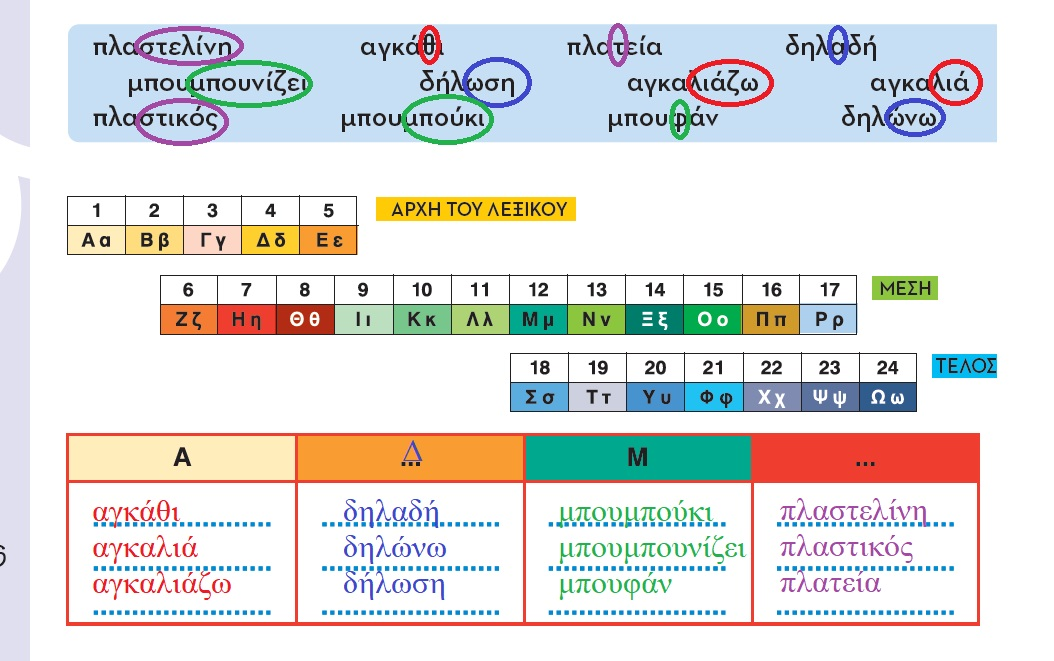 πλαστελίνη αγκάθι πλατεία δηλαδή
μπουμπουνίζει δήλωση αγκαλιάζω αγκαλιά
πλαστικός μπουμπούκι μπουφάν δηλώνω
1 2 3 4 5 ΑΡΧΗ ΤΟΥ ΛΕΞΙΚΟΥ
Αα Ββ Γγ Δδ Εε
6 7 8 9 10 11 12 13 14 15 16 17 ΜΕΣΗ
Ζζ Ηη Θθ Ιι Κκ Λλ Μμ Νν Ξξ Οο Ππ Ρρ
18 19 20 21 22 23 24 ΤΕΛΟΣ
Σσ Ττ Υυ Φφ Χχ Ψψ Ωω
Α Δ... Μ ...
αγκάθι δηλαδή μπουμπούκι πλαστελίνη
αγκαλιά δηλώνω μπουμπουνίζει πλαστικός
αγκαλιάζω δήλωση μπουφάν πλατεία